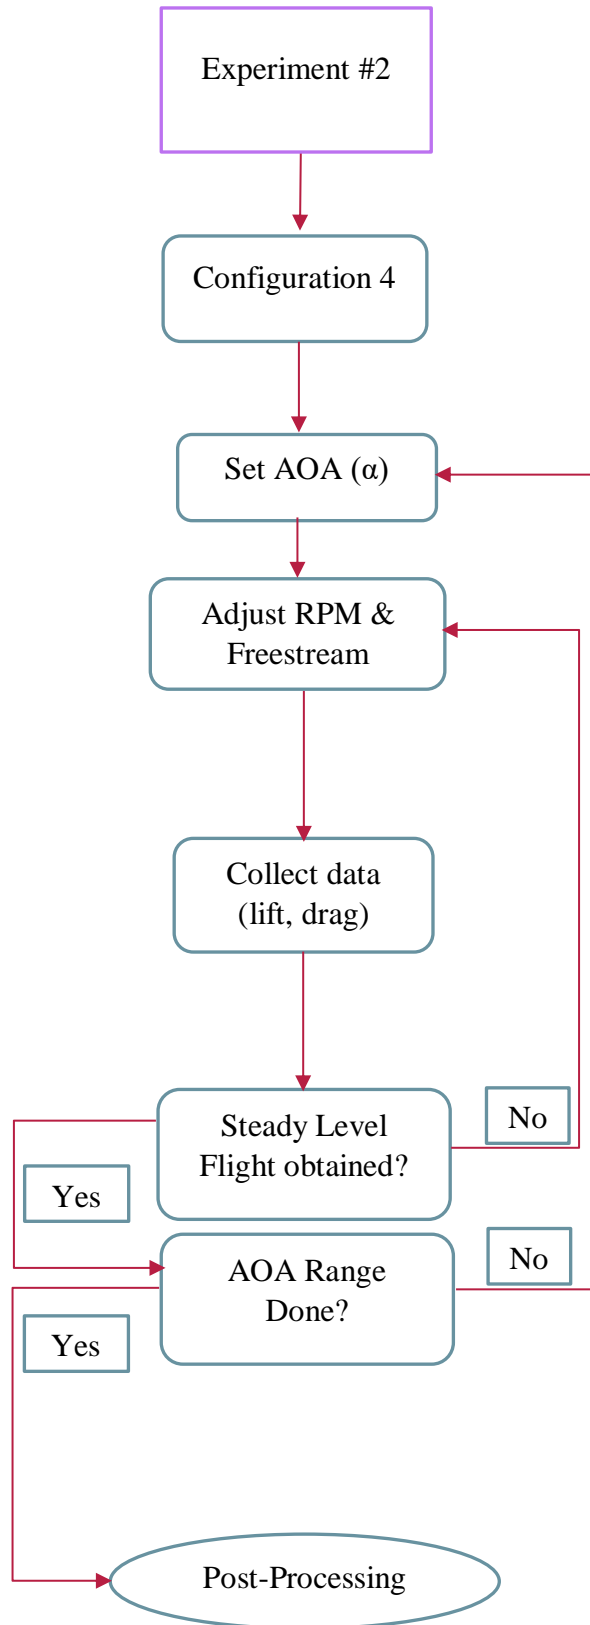 Experiment #2
Configuration 4
Set AOA (α)
Adjust RPM &
Freestream
Collect data
(lift, drag)
Steady Level
Flight obtained?
No
Yes
AOA Range
Done?
No
Yes
Post-Processing